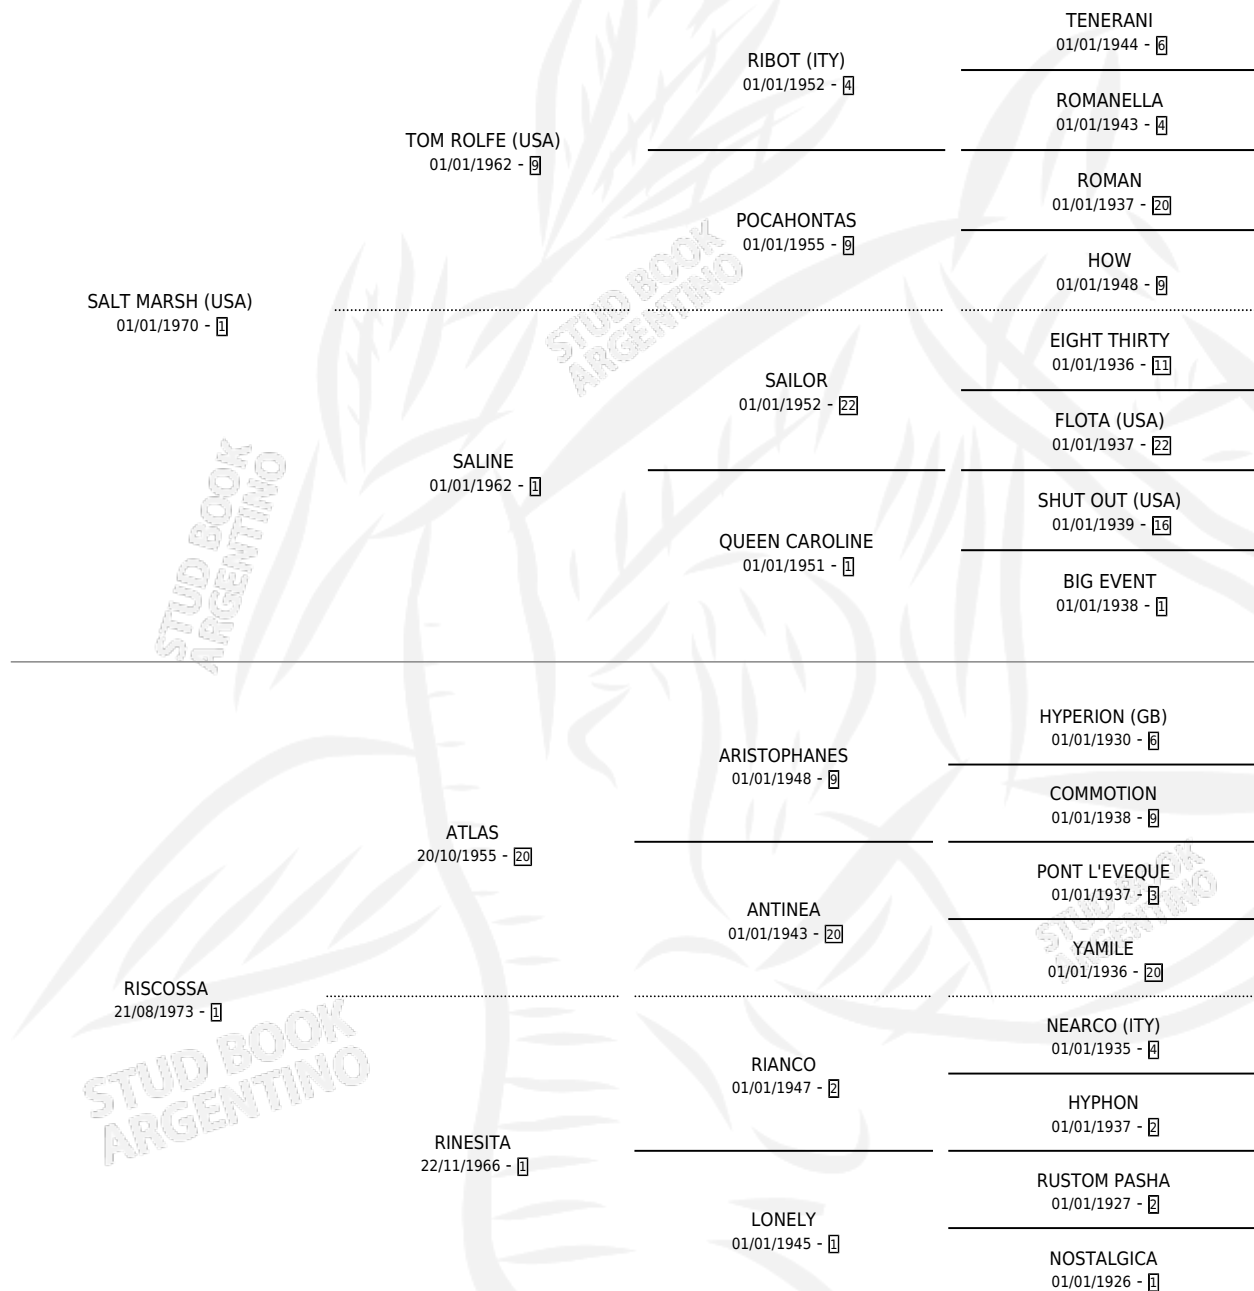 TENERANI
01/01/1944 - 6
RIBOT (ITY)
01/01/1952 - 4
ROMANELLA
01/01/1943 - 4
TOM ROLFE (USA)
01/01/1962 - 9
ROMAN
01/01/1937 - 20
POCAHONTAS
01/01/1955 - 9
HOW
01/01/1948 - 9
SALT MARSH (USA)
01/01/1970 - 1
EIGHT THIRTY
01/01/1936 - 11
SAILOR
01/01/1952 - 22
FLOTA (USA)
01/01/1937 - 22
SALINE
01/01/1962 - 1
SHUT OUT (USA)
01/01/1939 - 16
QUEEN CAROLINE
01/01/1951 - 1
BIG EVENT
01/01/1938 - 1
HYPERION (GB)
01/01/1930 - 6
ARISTOPHANES
01/01/1948 - 9
COMMOTION
01/01/1938 - 9
ATLAS
20/10/1955 - 20
PONT L'EVEQUE
01/01/1937 - 3
ANTINEA
01/01/1943 - 20
YAMILE
01/01/1936 - 20
RISCOSSA
21/08/1973 - 1
NEARCO (ITY)
01/01/1935 - 4
RIANCO
01/01/1947 - 2
HYPHON
01/01/1937 - 2
RINESITA
22/11/1966 - 1
RUSTOM PASHA
01/01/1927 - 2
LONELY
01/01/1945 - 1
NOSTALGICA
01/01/1926 - 1
STUD BOOK
ARGENTINO
STUD BOOK
ARGENTINO
STUD BOOK
ARGENTINO
STUD BOOK
ARGENTINO